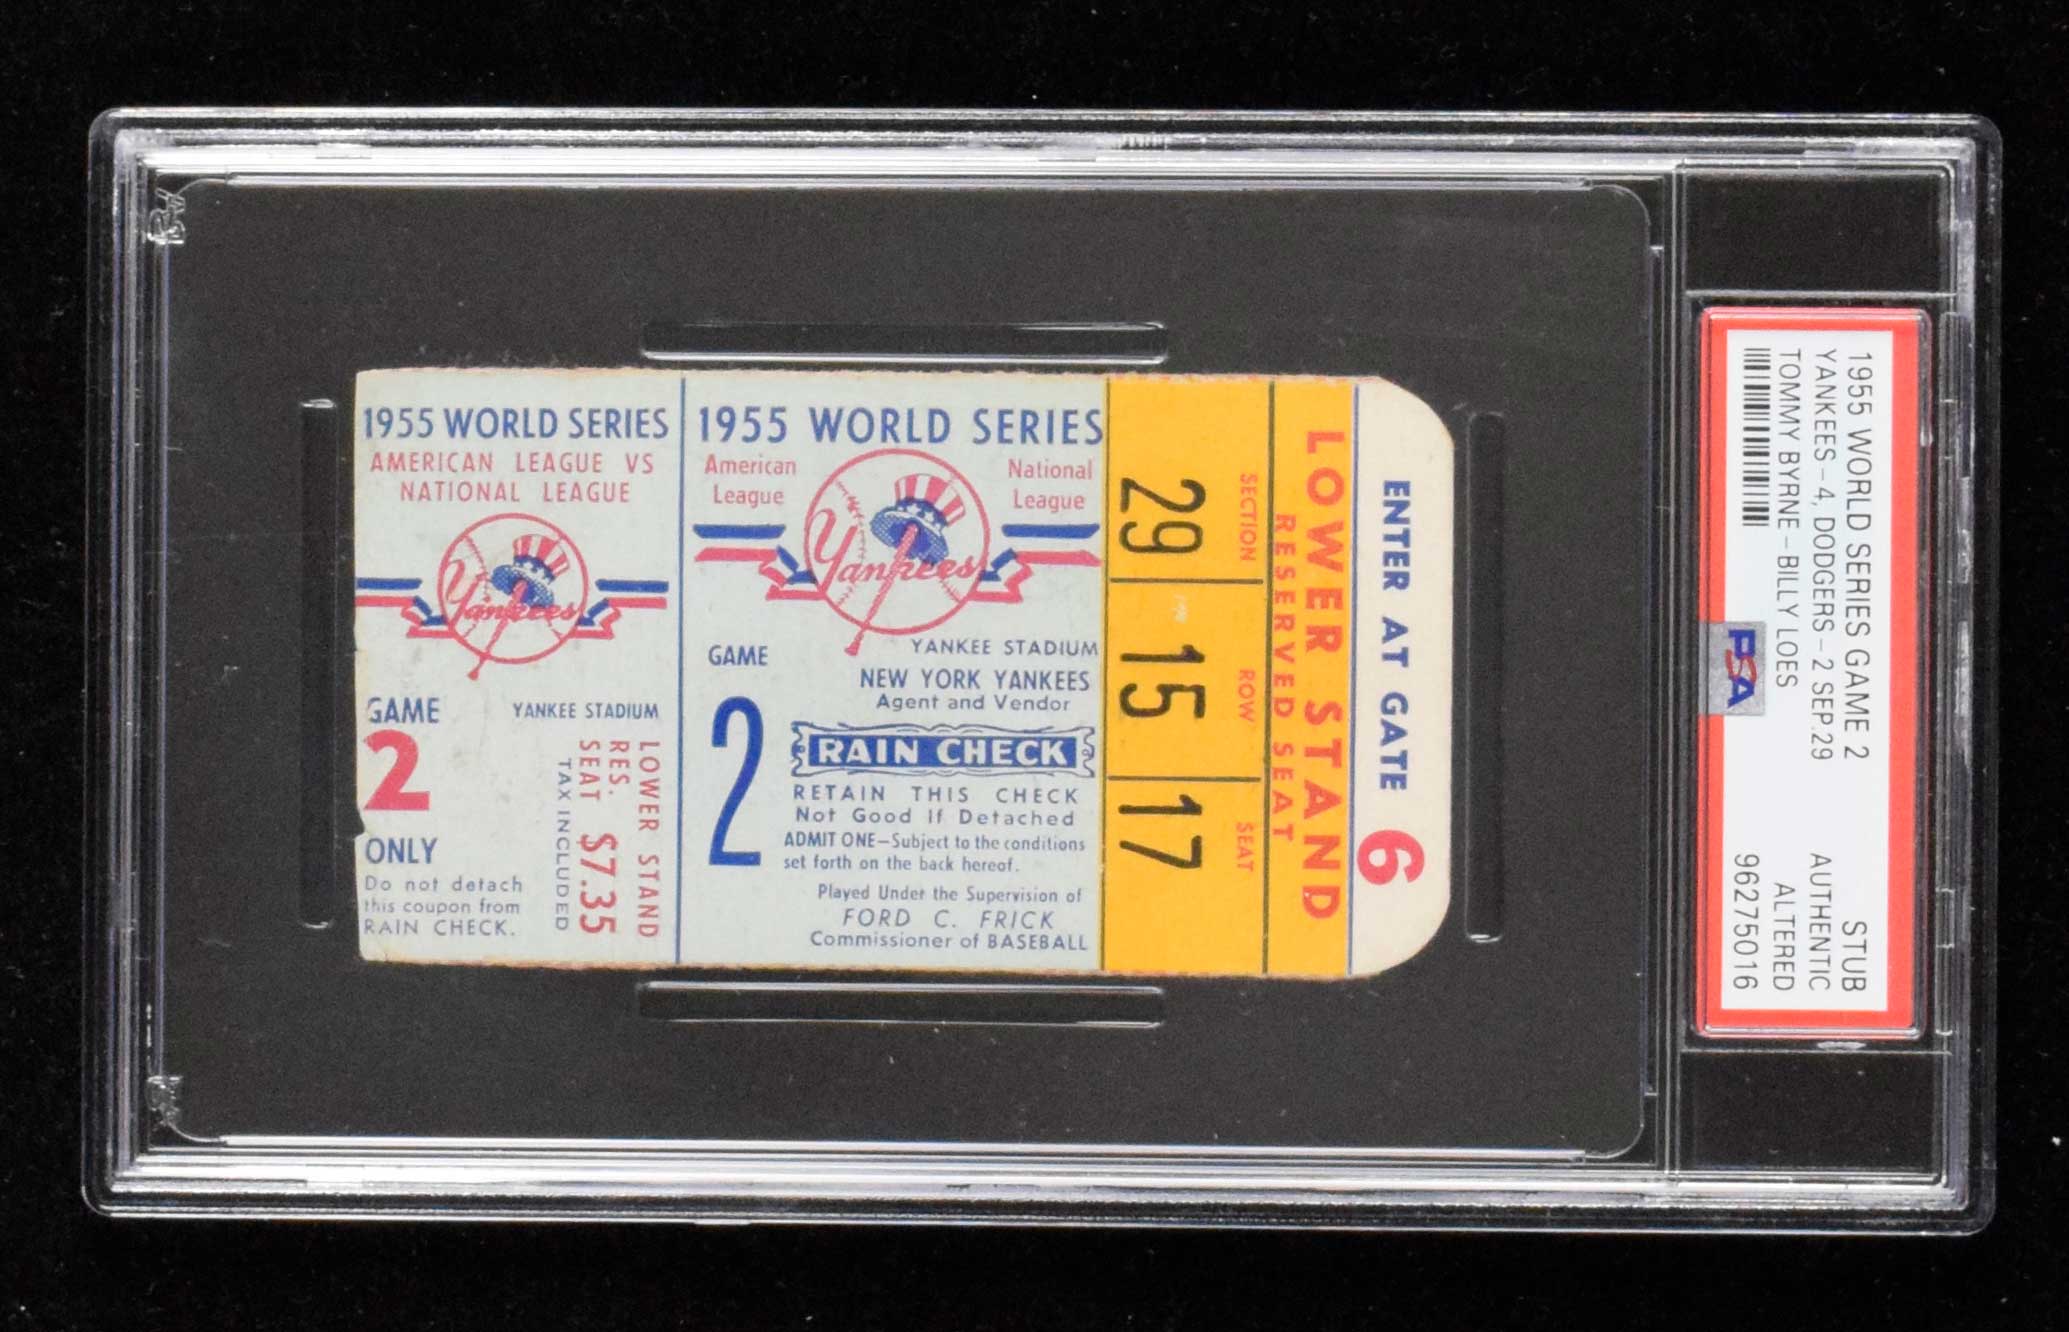 1955 WORLD SERIES
AMERICAN LEAGUE VS
NATIONAL LEAGUE
Yankees
GAME
2
ONLY
Do not detach
this coupon from
RAIN CHECK.
YANKEE STADIUM
LOWER STAND
RES.
SEAT $7.35
TAX INCLUDED
1955 WORLD SERIES
American
League
National
League
Yankees
GAME
2
YANKEE STADIUM
NEW YORK YANKEES
Agent and Vendor
RAIN CHECK
RETAIN THIS CHECK
Not Good If Detached
ADMIT ONE—Subject to the conditions
set forth on the back hereof.
Played Under the Supervision of
FORD C. FRICK
Commissioner of BASEBALL
ENTER AT GATE 6
LOWER STAND
RESERVED SEAT
SECTION ROW SEAT
29 15 17
1955 WORLD SERIES GAME 2 STUB
YANKEES-4, DODGERS-2 SEP.29 AUTHENTIC
TOMMY BYRNE-BILLY LOES ALTERED
PSA 96275016